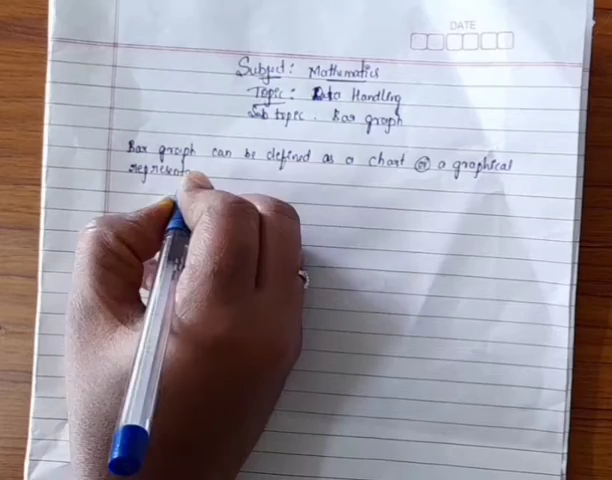 DATE
Subject: Mathematics
Topic: Data Handling
Sub topic. Bar graph
Bar graph can be defined as a chart or a graphical
represent